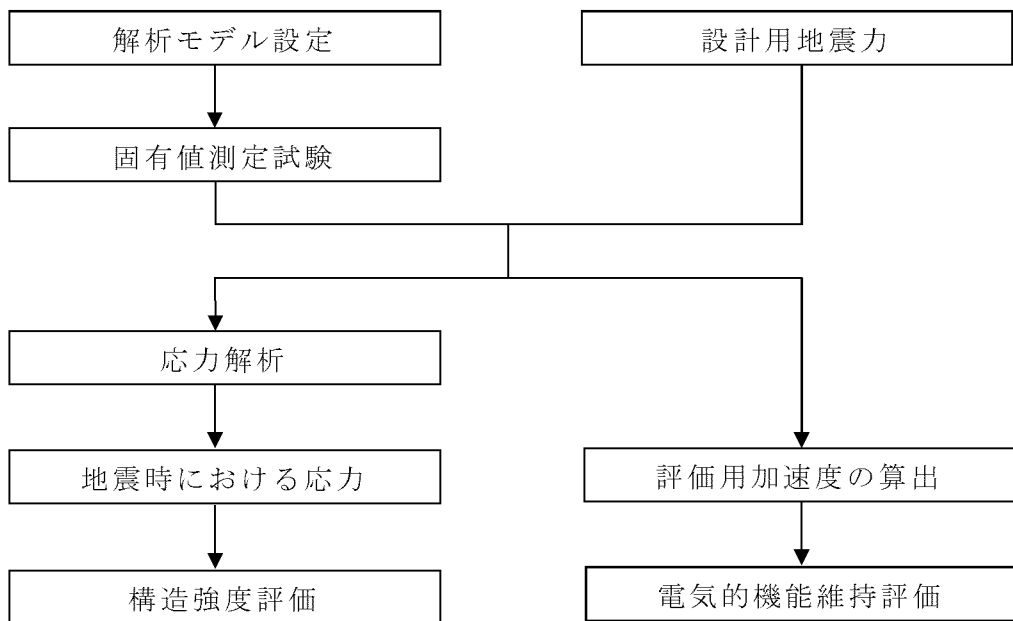 解析モデル設定
設計用地震力
固有値測定試験
応力解析
地震時における応力
評価用加速度の算出
構造強度評価
電気的機能維持評価